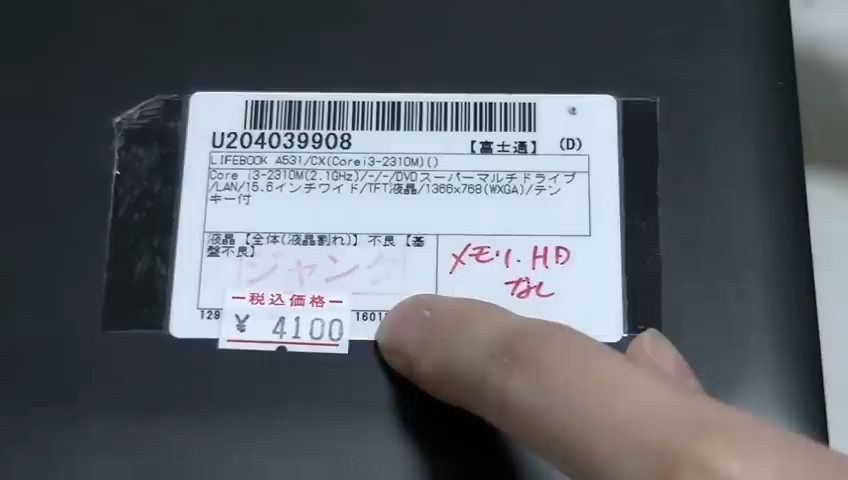 U204039908 【富士通】 (D)
LIFEBOOK A531/CX(Core i3-2310M)()
Core i3-2310M(2.1GHz)/-/-/DVDスーパーマルチドライブ
/LAN/15.6インチワイド/TFT液晶/1366x768(WXGA)/テン
キー付
液晶【全体(液晶割れ)】不良【基
盤不良】
ジャンク
メモリ.HD
なし
税込価格
¥ 4100